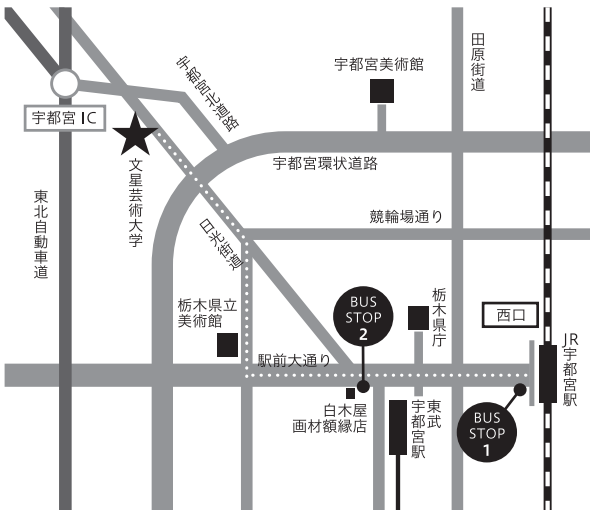 宇都宮北道路
宇都宮美術館
田原街道
宇都宮 IC
文星芸術大学
宇都宮環状道路
東北自動車道
日光街道
競輪場通り
栃木県立
美術館
BUS
STOP
2
栃木県庁
西口
駅前大通り
JR宇都宮駅
白木屋
画材額縁店
東武
宇都宮駅
BUS
STOP
1